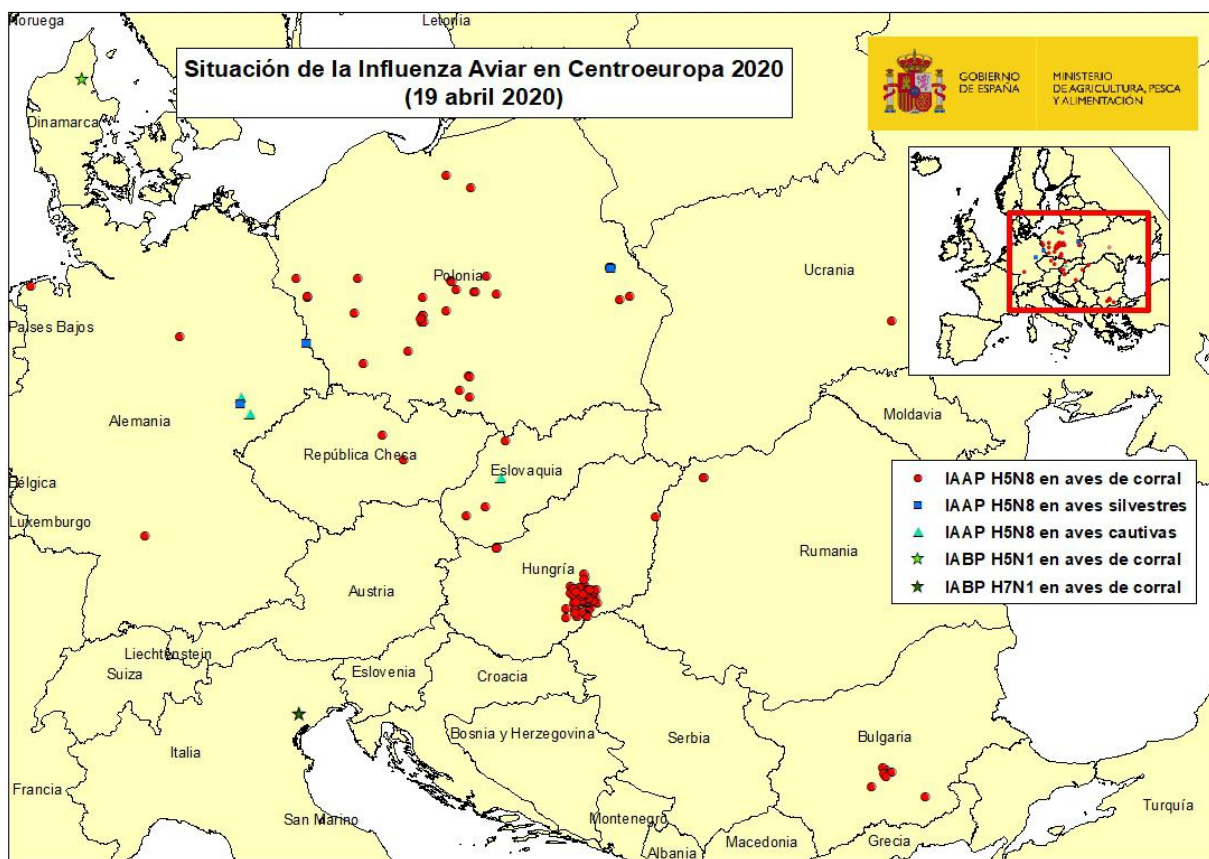 Noruega
Letonia
Situación de la Influenza Aviar en Centroeuropa 2020
(19 abril 2020)
GOBIERNO
DE ESPAÑA
MINISTERIO
DE AGRICULTURA, PESCA
Y ALIMENTACIÓN
Dinamarca
Polonia
Ucrania
Países Bajos
Alemania
Moldavia
República Checa
Eslovaquia
Bélgica
Luxemburgo
IAAP H5N8 en aves de corral
IAAP H5N8 en aves silvestres
IAAP H5N8 en aves cautivas
IABP H5N1 en aves de corral
IABP H7N1 en aves de corral
Rumania
Hungría
Austria
Liechtenstein
Suiza
Eslovenia
Croacia
Bosnia y Herzegovina
Serbia
Bulgaria
Italia
Francia
San Marino
Montenegro
Albania
Macedonia
Grecia
Turquía